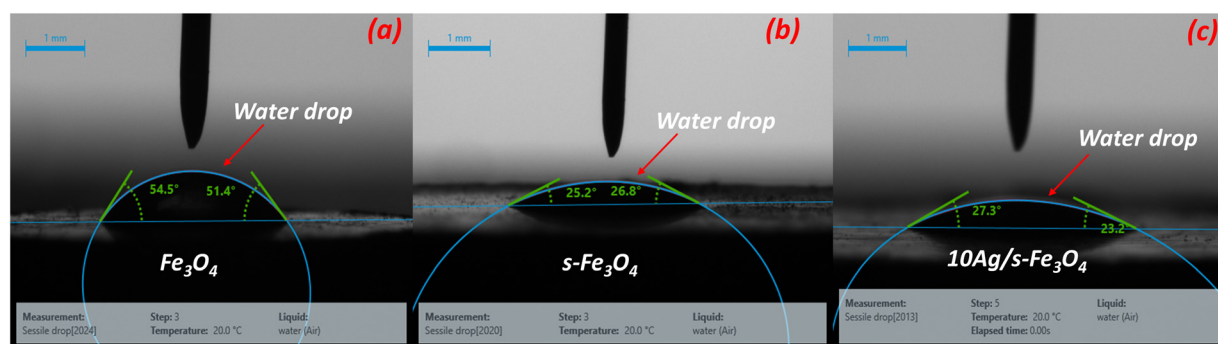 (a)
1 mm
Water drop
54.5°
51.4°
Fe₃O₄
Measurement:
Sessile drop[2024]
Step: 3
Temperature: 20.0 °C
Liquid:
water (Air)
(b)
1 mm
Water drop
25.2°
26.8°
s-Fe₃O₄
Measurement:
Sessile drop[2020]
Step: 3
Temperature: 20.0 °C
Liquid:
water (Air)
(c)
1 mm
Water drop
27.3°
23.2°
10Ag/s-Fe₃O₄
Measurement:
Sessile drop[2013]
Step: 5
Temperature: 20.0 °C
Elapsed time: 0.00s
Liquid:
water (Air)